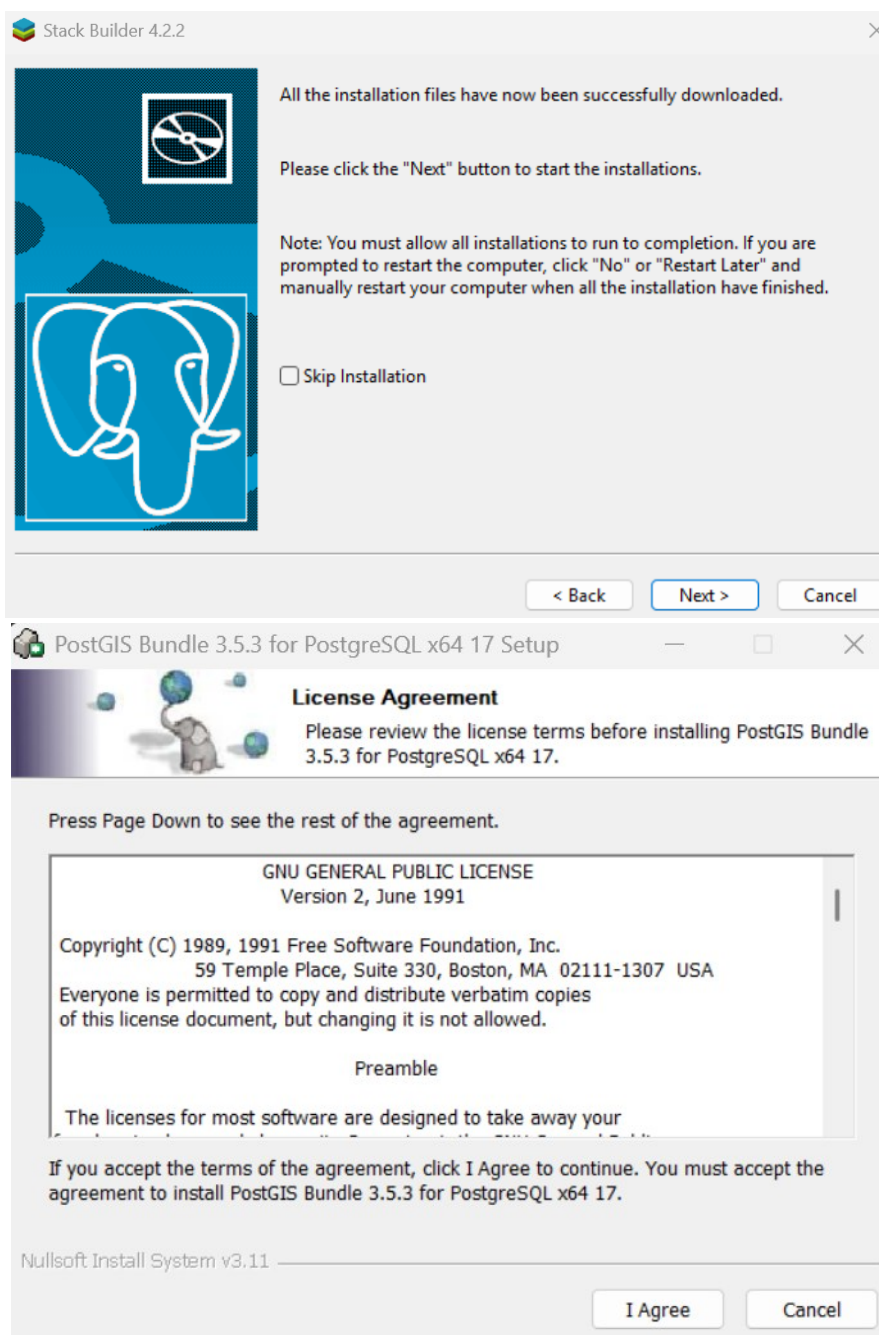 Stack Builder 4.2.2
All the installation files have now been successfully downloaded.
Please click the "Next" button to start the installations.
Note: You must allow all installations to run to completion. If you are
prompted to restart the computer, click "No" or "Restart Later" and
manually restart your computer when all the installation have finished.
Skip Installation
< Back
Next >
Cancel
PostGIS Bundle 3.5.3 for PostgreSQL x64 17 Setup
License Agreement
Please review the license terms before installing PostGIS Bundle
3.5.3 for PostgreSQL x64 17.
Press Page Down to see the rest of the agreement.
GNU GENERAL PUBLIC LICENSE
Version 2, June 1991
Copyright (C) 1989, 1991 Free Software Foundation, Inc.
59 Temple Place, Suite 330, Boston, MA  02111-1307  USA
Everyone is permitted to copy and distribute verbatim copies
of this license document, but changing it is not allowed.
Preamble
The licenses for most software are designed to take away your
If you accept the terms of the agreement, click I Agree to continue. You must accept the
agreement to install PostGIS Bundle 3.5.3 for PostgreSQL x64 17.
Nullsoft Install System v3.11
I Agree
Cancel